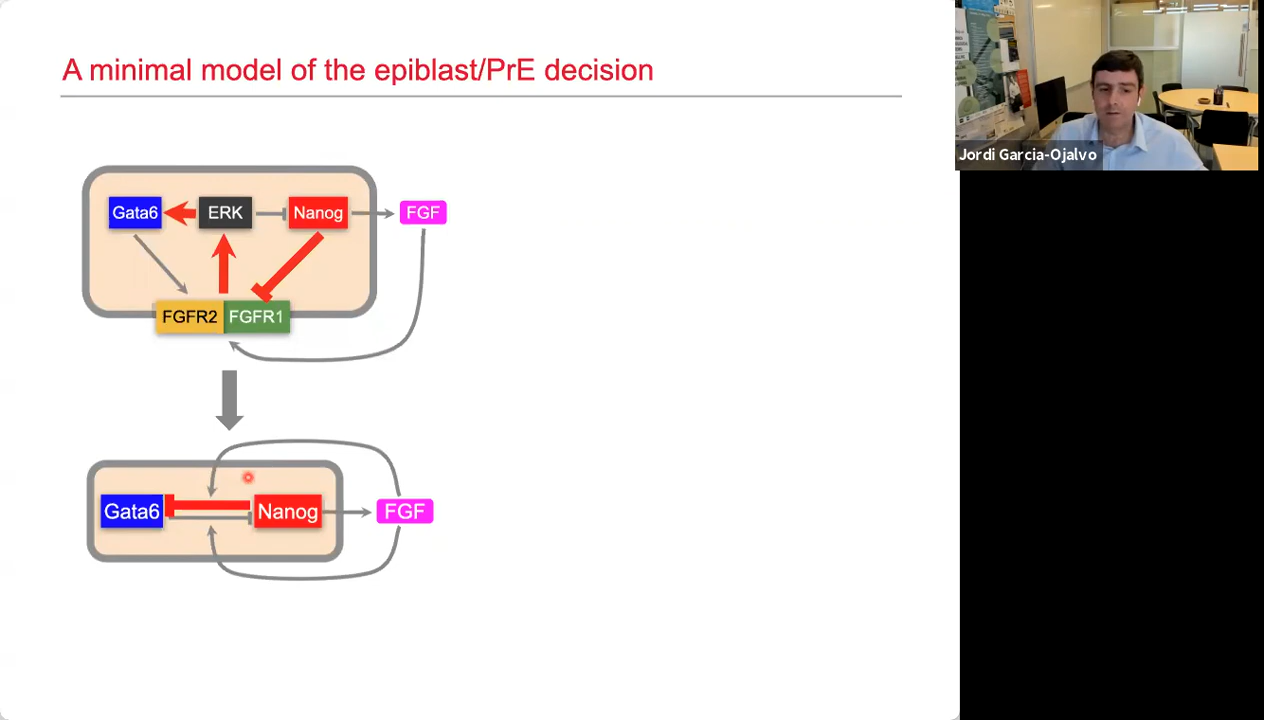 A minimal model of the epiblast/PrE decision
Jordi Garcia-Ojalvo
Gata6
ERK
Nanog
FGF
FGFR2
FGFR1
Gata6
Nanog
FGF